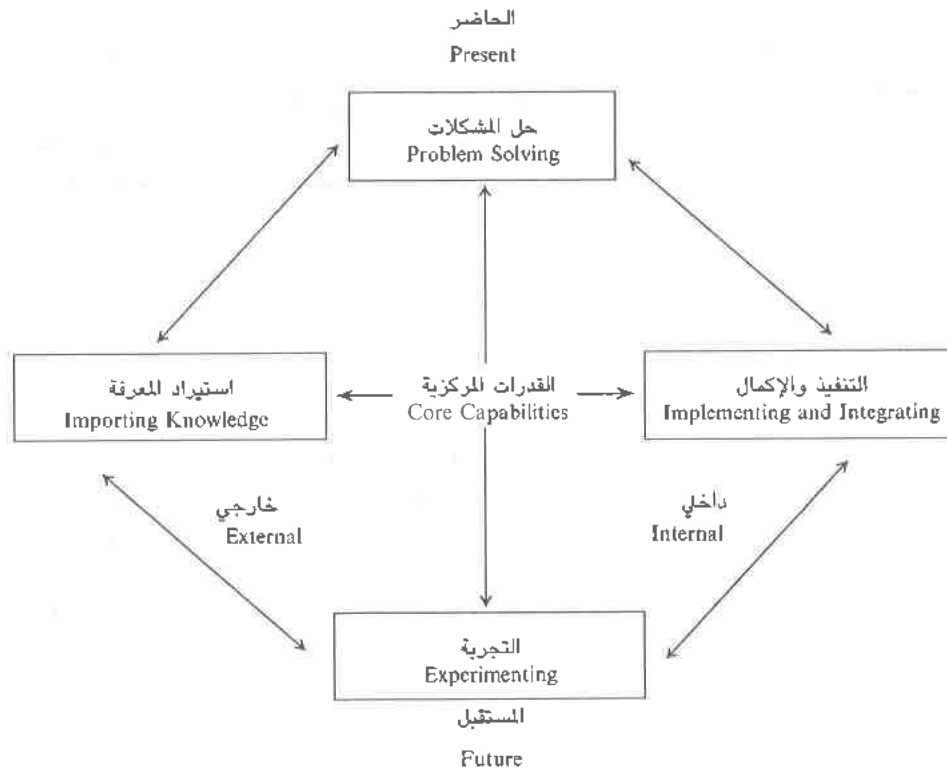 الحاضر
Present
حل المشكلات
Problem Solving
استيراد المعرفة
Importing Knowledge
القدرات المركزية
Core Capabilities
التنفيذ والإكمال
Implementing and Integrating
خارجي
External
داخلي
Internal
التجربة
Experimenting
المستقبل
Future